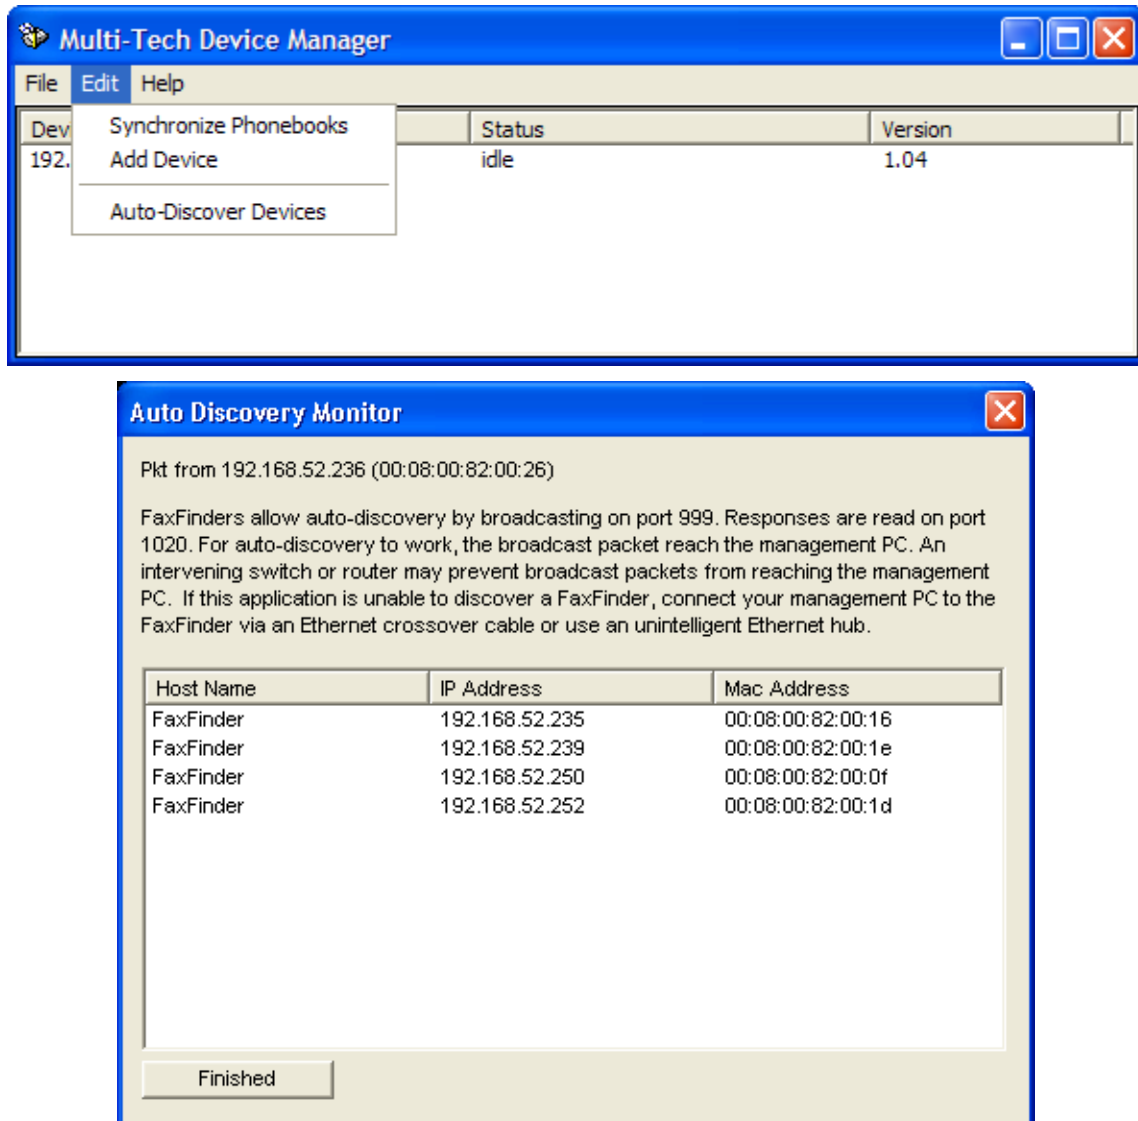 Multi-Tech Device Manager
File Edit Help
Dev Status Version
192. idle 1.04
Synchronize Phonebooks
Add Device
Auto-Discover Devices
Auto Discovery Monitor
Pkt from 192.168.52.236 (00:08:00:82:00:26)
FaxFinders allow auto-discovery by broadcasting on port 999. Responses are read on port
1020. For auto-discovery to work, the broadcast packet reach the management PC. An
intervening switch or router may prevent broadcast packets from reaching the management
PC.  If this application is unable to discover a FaxFinder, connect your management PC to the
FaxFinder via an Ethernet crossover cable or use an unintelligent Ethernet hub.
Host Name IP Address Mac Address
FaxFinder 192.168.52.235 00:08:00:82:00:16
FaxFinder 192.168.52.239 00:08:00:82:00:1e
FaxFinder 192.168.52.250 00:08:00:82:00:0f
FaxFinder 192.168.52.252 00:08:00:82:00:1d
Finished